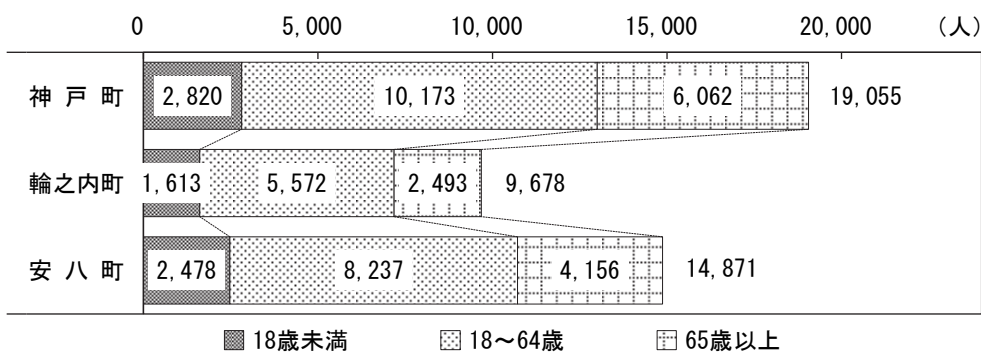 0 5,000 10,000 15,000 20,000 (人)
神戸町 2,820 10,173 6,062 19,055
輪之内町 1,613 5,572 2,493 9,678
安八町 2,478 8,237 4,156 14,871
18歳未満 18～64歳 65歳以上